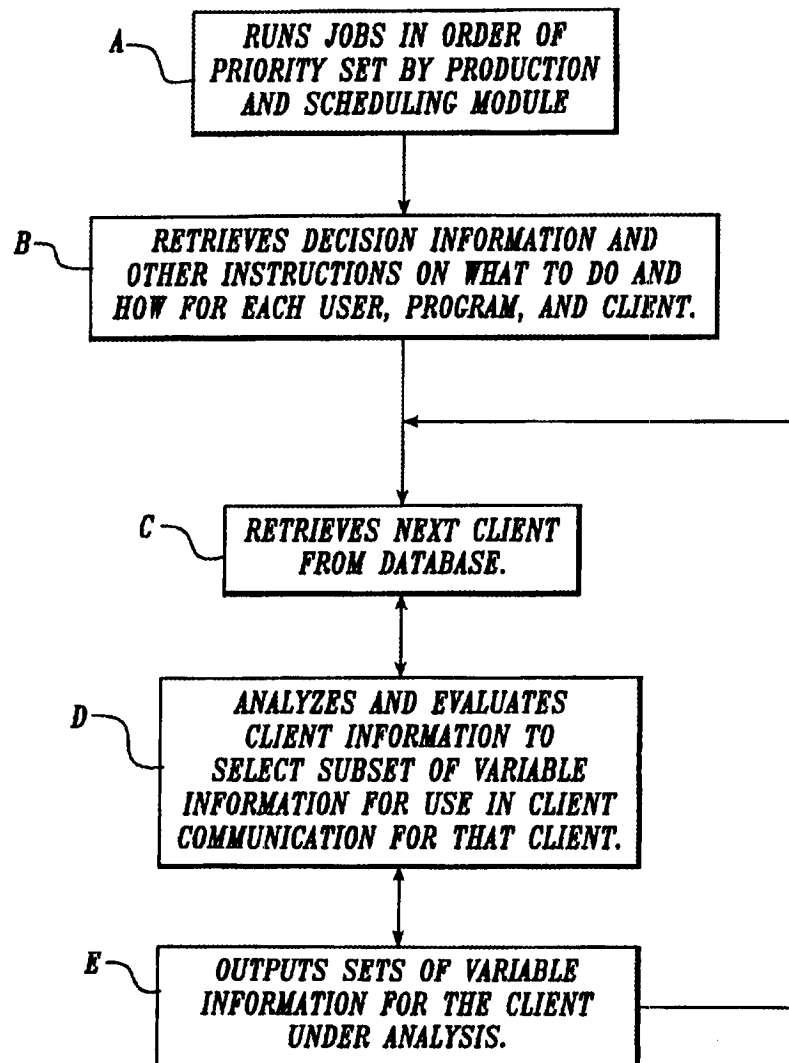 A
RUNS JOBS IN ORDER OF
PRIORITY SET BY PRODUCTION
AND SCHEDULING MODULE
B
RETRIEVES DECISION INFORMATION AND
OTHER INSTRUCTIONS ON WHAT TO DO AND
HOW FOR EACH USER, PROGRAM, AND CLIENT.
C
RETRIEVES NEXT CLIENT
FROM DATABASE.
D
ANALYZES AND EVALUATES
CLIENT INFORMATION TO
SELECT SUBSET OF VARIABLE
INFORMATION FOR USE IN CLIENT
COMMUNICATION FOR THAT CLIENT.
E
OUTPUTS SETS OF VARIABLE
INFORMATION FOR THE CLIENT
UNDER ANALYSIS.